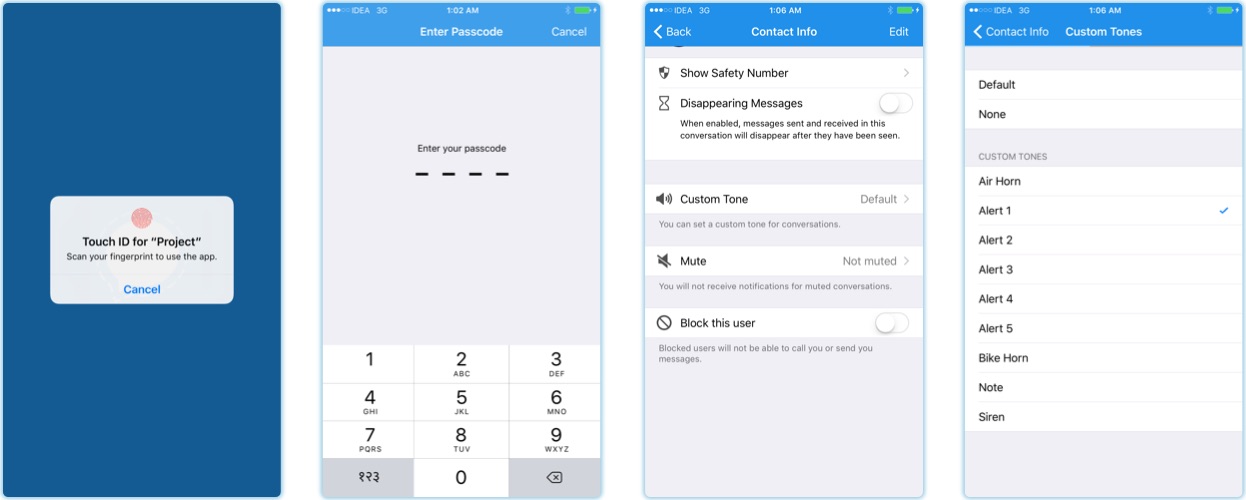 Touch ID for “Project”
Scan your fingerprint to use the app.
Cancel
IDEA 3G 1:02 AM
Enter Passcode Cancel
Enter your passcode
1 2 3
ABC DEF
4 5 6
GHI JKL MNO
7 8 9
PQRS TUV WXYZ
१२३ 0
IDEA 3G 1:06 AM
Back Contact Info Edit
Show Safety Number
Disappearing Messages
When enabled, messages sent and received in this
conversation will disappear after they have been seen.
Custom Tone Default
You can set a custom tone for conversations.
Mute Not muted
You will not receive notifications for muted conversations.
Block this user
Blocked users will not be able to call you or send you
messages.
IDEA 3G 1:06 AM
Contact Info Custom Tones
Default
None
CUSTOM TONES
Air Horn
Alert 1
Alert 2
Alert 3
Alert 4
Alert 5
Bike Horn
Note
Siren